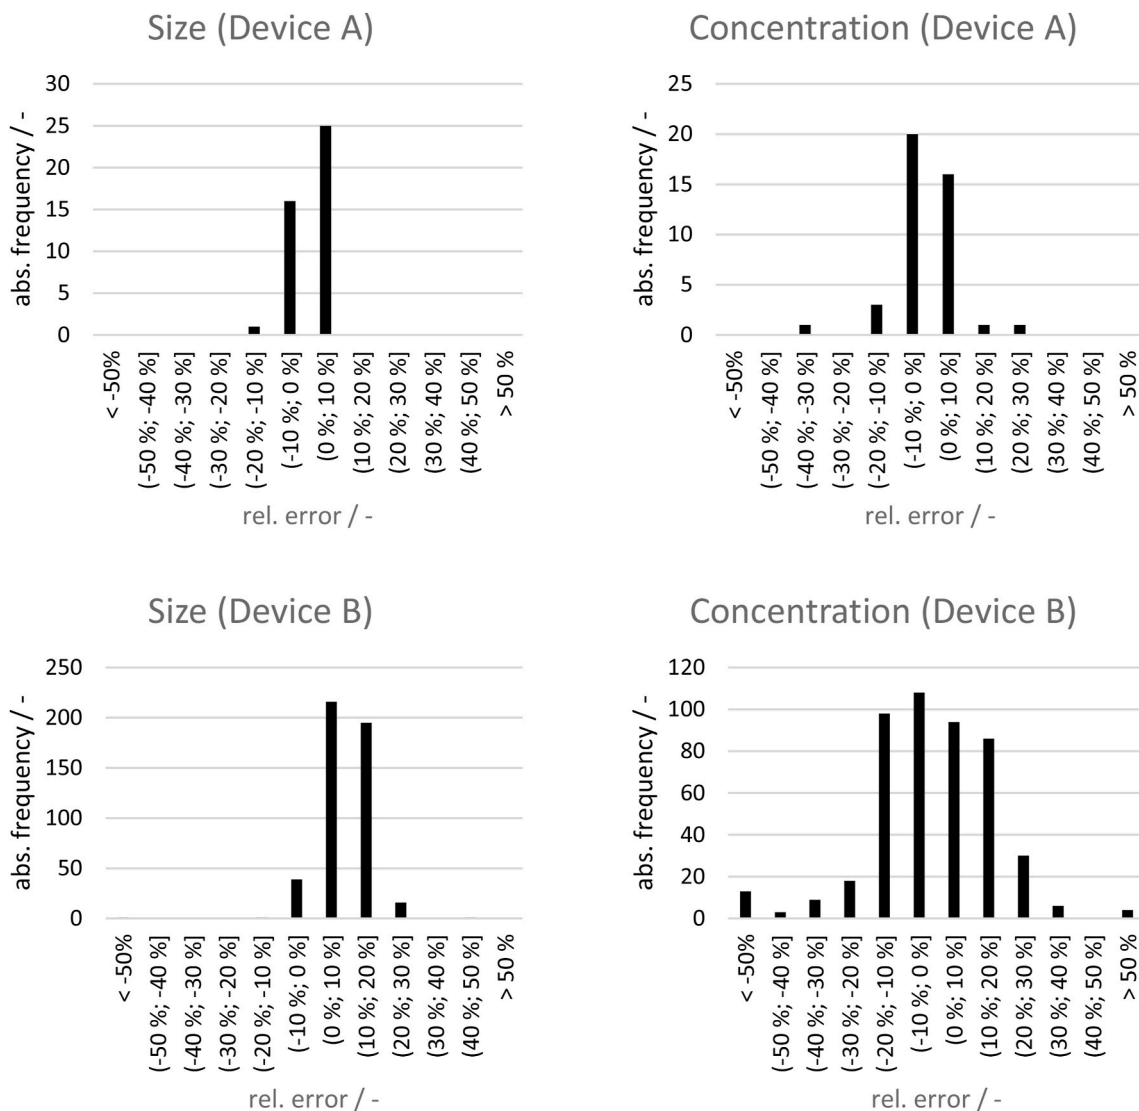 Size (Device A)
abs. frequency / -
30
25
20
15
10
5
0
< -50%
(-50 %; -40 %]
(-40 %; -30 %]
(-30 %; -20 %]
(-20 %; -10 %]
(-10 %; 0 %]
(0 %; 10 %]
(10 %; 20 %]
(20 %; 30 %]
(30 %; 40 %]
(40 %; 50 %]
> 50 %
rel. error / -
Concentration (Device A)
abs. frequency / -
25
20
15
10
5
0
< -50%
(-50 %; -40 %]
(-40 %; -30 %]
(-30 %; -20 %]
(-20 %; -10 %]
(-10 %; 0 %]
(0 %; 10 %]
(10 %; 20 %]
(20 %; 30 %]
(30 %; 40 %]
(40 %; 50 %]
> 50 %
rel. error / -
Size (Device B)
abs. frequency / -
250
200
150
100
50
0
< -50%
(-50 %; -40 %]
(-40 %; -30 %]
(-30 %; -20 %]
(-20 %; -10 %]
(-10 %; 0 %]
(0 %; 10 %]
(10 %; 20 %]
(20 %; 30 %]
(30 %; 40 %]
(40 %; 50 %]
> 50 %
rel. error / -
Concentration (Device B)
abs. frequency / -
120
100
80
60
40
20
0
< -50%
(-50 %; -40 %]
(-40 %; -30 %]
(-30 %; -20 %]
(-20 %; -10 %]
(-10 %; 0 %]
(0 %; 10 %]
(10 %; 20 %]
(20 %; 30 %]
(30 %; 40 %]
(40 %; 50 %]
> 50 %
rel. error / -